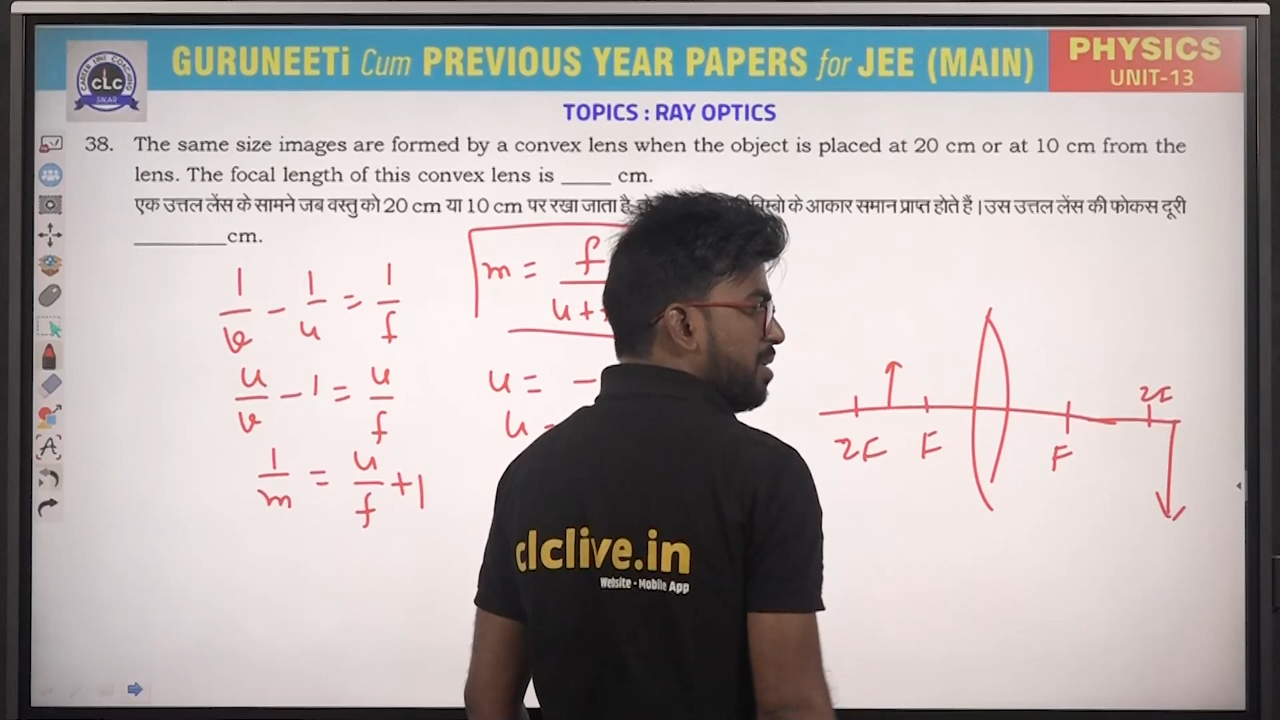 GURUNEETi Cum PREVIOUS YEAR PAPERS for JEE (MAIN)
PHYSICS
UNIT-13
CLC
SIKAR
TOPICS : RAY OPTICS
38. The same size images are formed by a convex lens when the object is placed at 20 cm or at 10 cm from the
lens. The focal length of this convex lens is ____ cm.
एक उत्तल लेंस के सामने जब वस्तु को 20 cm या 10 cm पर रखा जाता है के आकार समान प्राप्त होते हैं। उस उत्तल लेंस की फोकस दूरी
________cm.
1/v - 1/u = 1/f
u/v - 1 = u/f
1/m = u/f + 1
m = f
u +
u = -
u
2F F F 2F
clclive.in
Website • Mobile App